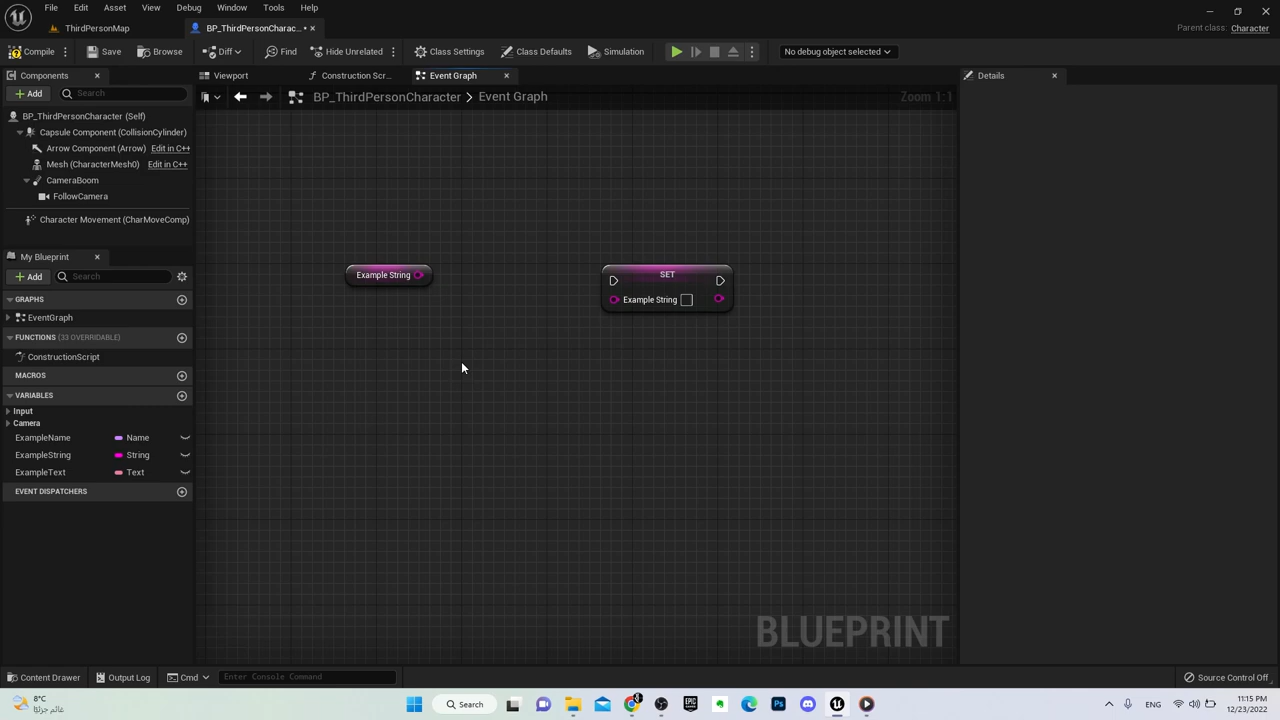 File Edit Asset View Debug Window Tools Help
ThirdPersonMap
BP_ThirdPersonCharac... •
Parent class: Character
Compile
Save
Browse
Diff
Find
Hide Unrelated
Class Settings
Class Defaults
Simulation
No debug object selected
Components
Viewport
Construction Scr...
Event Graph
Details
Add
Search
BP_ThirdPersonCharacter > Event Graph
Zoom 1:1
BP_ThirdPersonCharacter (Self)
Capsule Component (CollisionCylinder)
Arrow Component (Arrow) Edit in C++
Mesh (CharacterMesh0) Edit in C++
CameraBoom
FollowCamera
Character Movement (CharMoveComp)
My Blueprint
Add
Search
GRAPHS
EventGraph
FUNCTIONS (33 OVERRIDABLE)
ConstructionScript
MACROS
VARIABLES
Input
Camera
ExampleName Name
ExampleString String
ExampleText Text
EVENT DISPATCHERS
Example String
SET
Example String
BLUEPRINT
Content Drawer
Output Log
Cmd
Enter Console Command
Source Control Off
8°C
غائم جزئيًا
Search
ENG
11:15 PM
12/23/2022